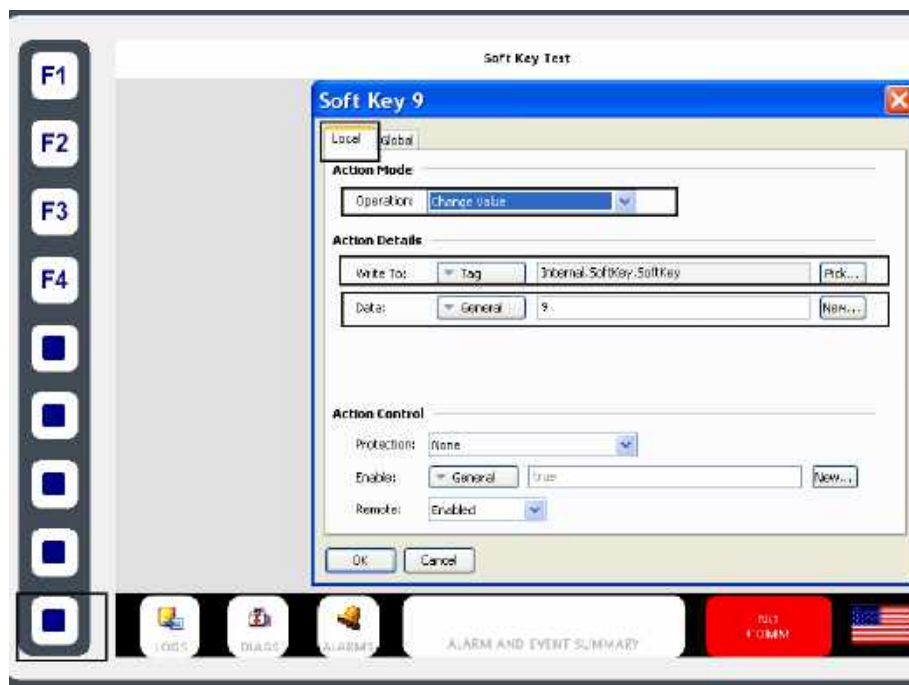 Soft Key Test
F1
F2
F3
F4
Soft Key 9
Local Global
Action Mode
Operation: Change Value
Action Details
Write To: Tag Internal.SoftKey.SoftKey Pick...
Data: General 9 New...
Action Control
Protection: None
Enable: General true New...
Remote: Enabled
OK Cancel
LOGS DIAGS ALARMS ALARM AND EVENT SUMMARY NO
COMM